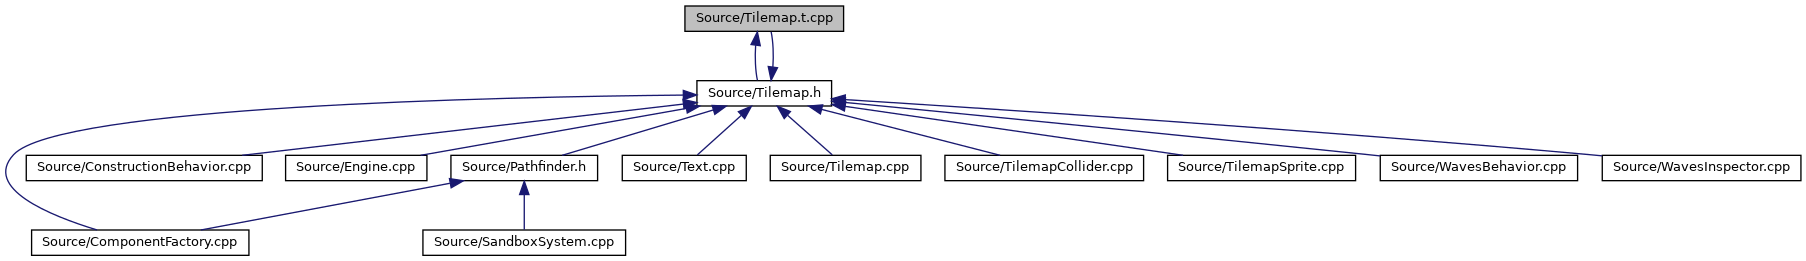 Source/Tilemap.t.cpp
Source/Tilemap.h
Source/ConstructionBehavior.cpp
Source/Engine.cpp
Source/Pathfinder.h
Source/Text.cpp
Source/Tilemap.cpp
Source/TilemapCollider.cpp
Source/TilemapSprite.cpp
Source/WavesBehavior.cpp
Source/WavesInspector.cpp
Source/ComponentFactory.cpp
Source/SandboxSystem.cpp